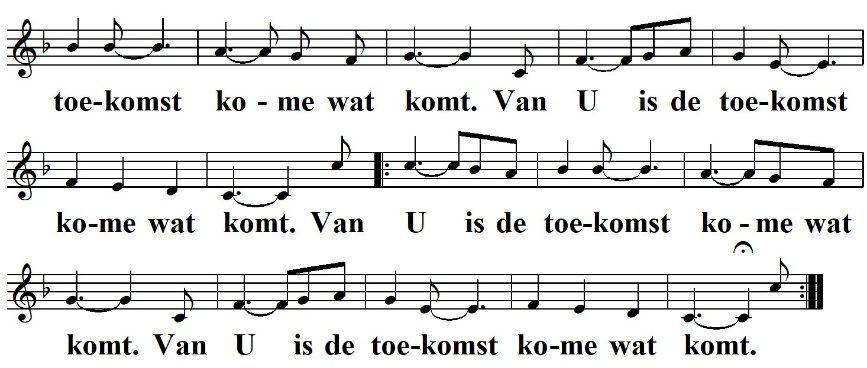 toe-komst ko - me wat komt. Van U is de toe-komst
ko-me wat komt. Van U is de toe-komst ko - me wat
komt. Van U is de toe-komst ko-me wat komt.